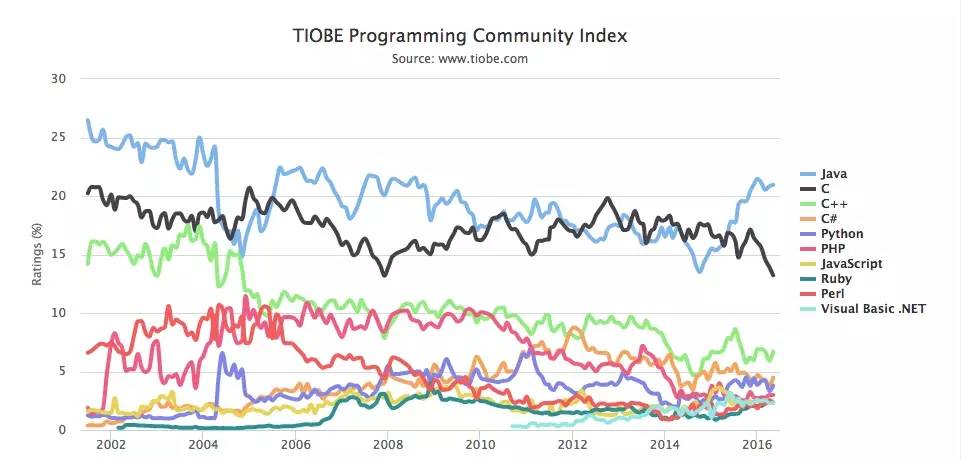 TIOBE Programming Community Index
Source: www.tiobe.com
30
25
20
15
10
5
0
Ratings (%)
2002
2004
2006
2008
2010
2012
2014
2016
Java
C
C++
C#
Python
PHP
JavaScript
Ruby
Perl
Visual Basic .NET